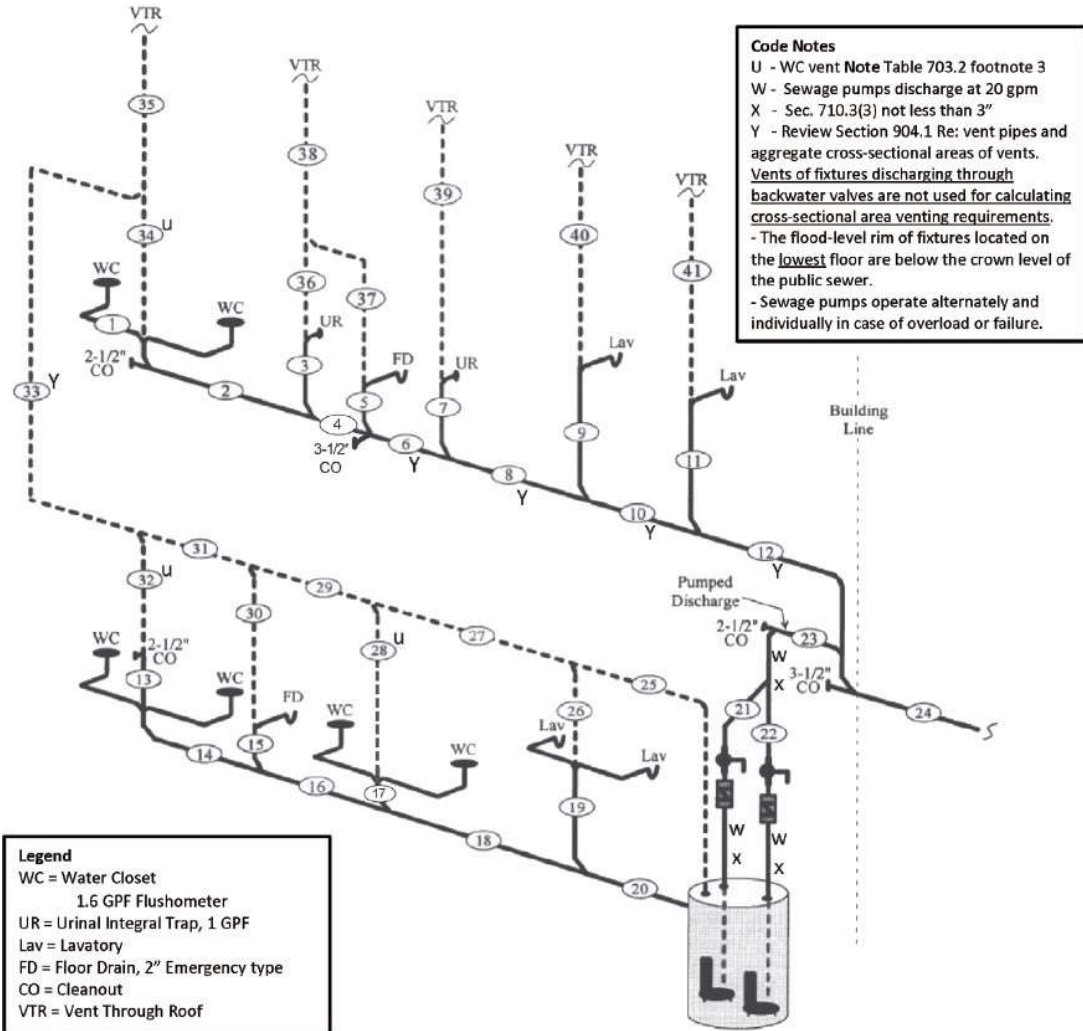 VTR
VTR
VTR
VTR
VTR
35
38
39
40
41
33
Y
34
u
36
37
WC
WC
1
2-1/2"
CO
2
UR
3
4
FD
5
3-1/2"
CO
6
Y
UR
7
8
Y
Lav
9
10
Y
Lav
11
12
Y
Building
Line
Code Notes
U - WC vent Note Table 703.2 footnote 3
W - Sewage pumps discharge at 20 gpm
X - Sec. 710.3(3) not less than 3"
Y - Review Section 904.1 Re: vent pipes and
aggregate cross-sectional areas of vents.
Vents of fixtures discharging through
backwater valves are not used for calculating
cross-sectional area venting requirements.
- The flood-level rim of fixtures located on
the lowest floor are below the crown level of
the public sewer.
- Sewage pumps operate alternately and
individually in case of overload or failure.
31
32
u
30
29
28
u
27
26
25
WC
2-1/2"
CO
13
WC
14
FD
15
16
WC
17
WC
18
Lav
Lav
19
20
Pumped
Discharge
2-1/2"
CO
23
W
X
3-1/2"
CO
21
22
24
S
W
X
W
X
Legend
WC = Water Closet
1.6 GPF Flushometer
UR = Urinal Integral Trap, 1 GPF
Lav = Lavatory
FD = Floor Drain, 2" Emergency type
CO = Cleanout
VTR = Vent Through Roof